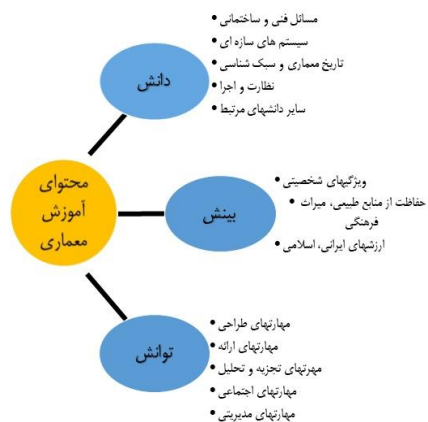 محتوای
آموزش
معماری
دانش
• مسائل فنی و ساختمانی
• سیستم های سازه ای
• تاریخ معماری و سبک شناسی
• نظارت و اجرا
• سایر دانشهای مرتبط
بینش
• ویژگیهای شخصیتی
• حفاظت از منابع طبیعی، میراث
فرهنگی
• ارزشهای ایرانی، اسلامی
توانش
• مهارتهای طراحی
• مهارتهای ارائه
• مهرتهای تجزیه و تحلیل
• مهارتهای اجتماعی
• مهارتهای مدیریتی